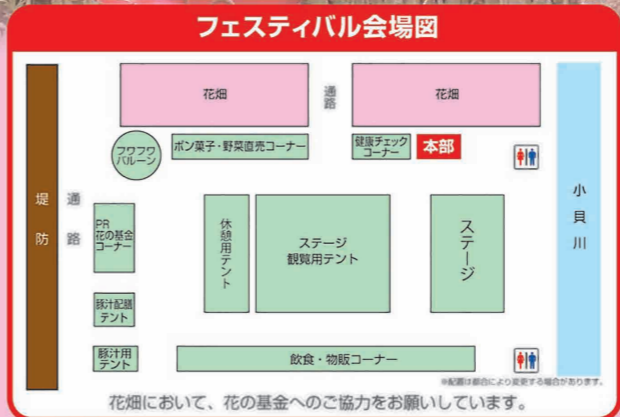 フェスティバル会場図
花畑
通路
花畑
フワフワ
バルーン
ポン菓子・野菜直売コーナー
健康チェック
コーナー
本部
堤防
通路
PR
花の基金
コーナー
休憩用テント
ステージ
観覧用テント
ステージ
小貝川
豚汁配膳
テント
豚汁用
テント
飲食・物販コーナー
※配置は都合により変更する場合があります。
花畑において、花の基金へのご協力をお願いしています。